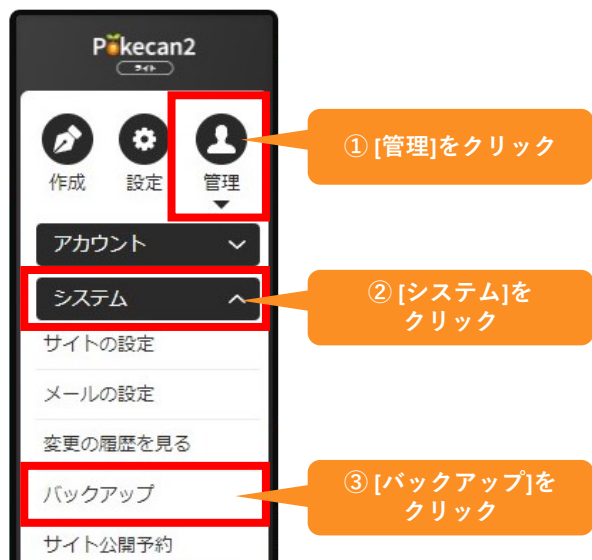 Pokecan2
ライト
作成
設定
管理
① [管理]をクリック
アカウント
システム
② [システム]を
クリック
サイトの設定
メールの設定
変更の履歴を見る
バックアップ
③ [バックアップ]を
クリック
サイト公開予約